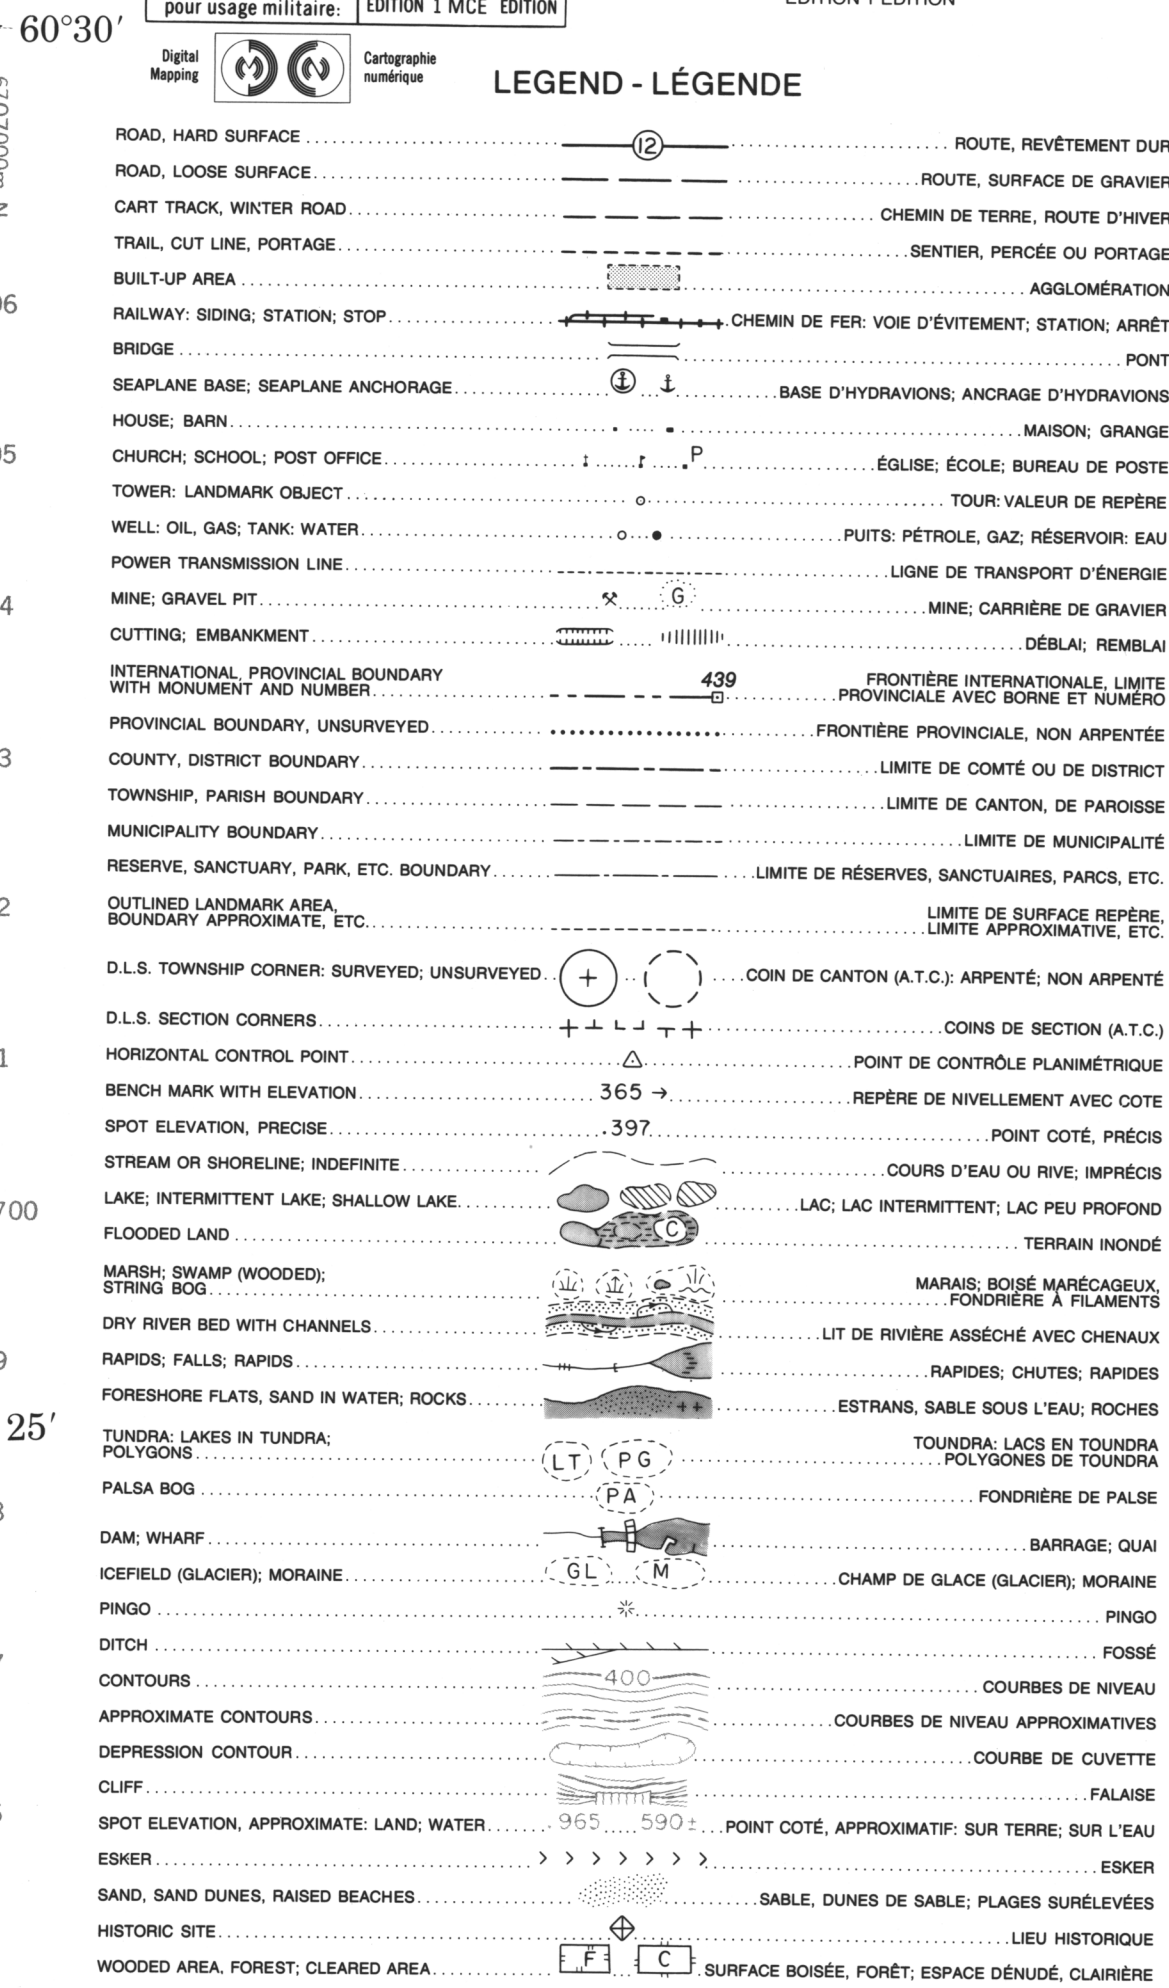 pour usage militaire: EDITION 1 MCE EDITION
60°30′
Digital Mapping
Cartographie numérique
LEGEND - LÉGENDE
ROAD, HARD SURFACE 12 ROUTE, REVÊTEMENT DUR
ROAD, LOOSE SURFACE ROUTE, SURFACE DE GRAVIER
CART TRACK, WINTER ROAD CHEMIN DE TERRE, ROUTE D'HIVER
TRAIL, CUT LINE, PORTAGE SENTIER, PERCÉE OU PORTAGE
BUILT-UP AREA AGGLOMÉRATION
RAILWAY: SIDING; STATION; STOP CHEMIN DE FER: VOIE D'ÉVITEMENT; STATION; ARRÊT
BRIDGE PONT
SEAPLANE BASE; SEAPLANE ANCHORAGE BASE D'HYDRAVIONS; ANCRAGE D'HYDRAVIONS
HOUSE; BARN MAISON; GRANGE
CHURCH; SCHOOL; POST OFFICE P ÉGLISE; ÉCOLE; BUREAU DE POSTE
TOWER: LANDMARK OBJECT TOUR: VALEUR DE REPÈRE
WELL: OIL, GAS; TANK: WATER PUITS: PÉTROLE, GAZ; RÉSERVOIR: EAU
POWER TRANSMISSION LINE LIGNE DE TRANSPORT D'ÉNERGIE
MINE; GRAVEL PIT G MINE; CARRIÈRE DE GRAVIER
CUTTING; EMBANKMENT DÉBLAI; REMBLAI
INTERNATIONAL, PROVINCIAL BOUNDARY
WITH MONUMENT AND NUMBER 439 FRONTIÈRE INTERNATIONALE, LIMITE
PROVINCIALE AVEC BORNE ET NUMÉRO
PROVINCIAL BOUNDARY, UNSURVEYED FRONTIÈRE PROVINCIALE, NON ARPENTÉE
COUNTY, DISTRICT BOUNDARY LIMITE DE COMTÉ OU DE DISTRICT
TOWNSHIP, PARISH BOUNDARY LIMITE DE CANTON, DE PAROISSE
MUNICIPALITY BOUNDARY LIMITE DE MUNICIPALITÉ
RESERVE, SANCTUARY, PARK, ETC. BOUNDARY LIMITE DE RÉSERVES, SANCTUAIRES, PARCS, ETC.
OUTLINED LANDMARK AREA,
BOUNDARY APPROXIMATE, ETC. LIMITE DE SURFACE REPÈRE,
LIMITE APPROXIMATIVE, ETC.
D.L.S. TOWNSHIP CORNER: SURVEYED; UNSURVEYED COIN DE CANTON (A.T.C.): ARPENTÉ; NON ARPENTÉ
D.L.S. SECTION CORNERS COINS DE SECTION (A.T.C.)
HORIZONTAL CONTROL POINT POINT DE CONTRÔLE PLANIMÉTRIQUE
BENCH MARK WITH ELEVATION 365 → REPÈRE DE NIVELLEMENT AVEC COTE
SPOT ELEVATION, PRECISE .397 POINT COTÉ, PRÉCIS
STREAM OR SHORELINE; INDEFINITE COURS D'EAU OU RIVE; IMPRÉCIS
LAKE; INTERMITTENT LAKE; SHALLOW LAKE LAC; LAC INTERMITTENT; LAC PEU PROFOND
700
FLOODED LAND C TERRAIN INONDÉ
MARSH; SWAMP (WOODED);
STRING BOG MARAIS; BOISÉ MARÉCAGEUX,
FONDRIÈRE À FILAMENTS
DRY RIVER BED WITH CHANNELS LIT DE RIVIÈRE ASSÉCHÉ AVEC CHENAUX
RAPIDS; FALLS; RAPIDS RAPIDES; CHUTES; RAPIDES
FORESHORE FLATS, SAND IN WATER; ROCKS ESTRANS, SABLE SOUS L'EAU; ROCHES
25′
TUNDRA: LAKES IN TUNDRA;
POLYGONS LT PG TOUNDRA: LACS EN TOUNDRA
POLYGONES DE TOUNDRA
PALSA BOG PA FONDRIÈRE DE PALSE
DAM; WHARF BARRAGE; QUAI
ICEFIELD (GLACIER); MORAINE GL M CHAMP DE GLACE (GLACIER); MORAINE
PINGO PINGO
DITCH FOSSÉ
CONTOURS 400 COURBES DE NIVEAU
APPROXIMATE CONTOURS COURBES DE NIVEAU APPROXIMATIVES
DEPRESSION CONTOUR COURBE DE CUVETTE
CLIFF FALAISE
SPOT ELEVATION, APPROXIMATE: LAND; WATER .965 590± POINT COTÉ, APPROXIMATIF: SUR TERRE; SUR L'EAU
ESKER ESKER
SAND, SAND DUNES, RAISED BEACHES SABLE, DUNES DE SABLE; PLAGES SURÉLEVÉES
HISTORIC SITE LIEU HISTORIQUE
WOODED AREA, FOREST; CLEARED AREA F C SURFACE BOISÉE, FORÊT; ESPACE DÉNUDÉ, CLAIRIÈRE